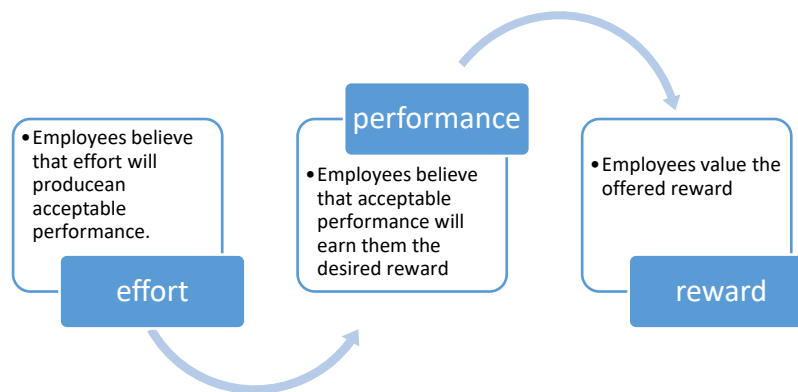 •Employees believe
that effort will
producean
acceptable
performance.
effort
performance
•Employees believe
that acceptable
performance will
earn them the
desired reward
•Employees value the
offered reward
reward